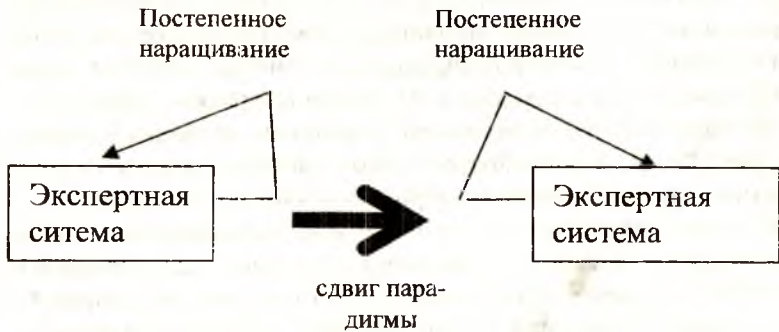 Постепенное
наращивание
Постепенное
наращивание
Экспертная
ситема
Экспертная
система
сдвиг пара-
дигмы